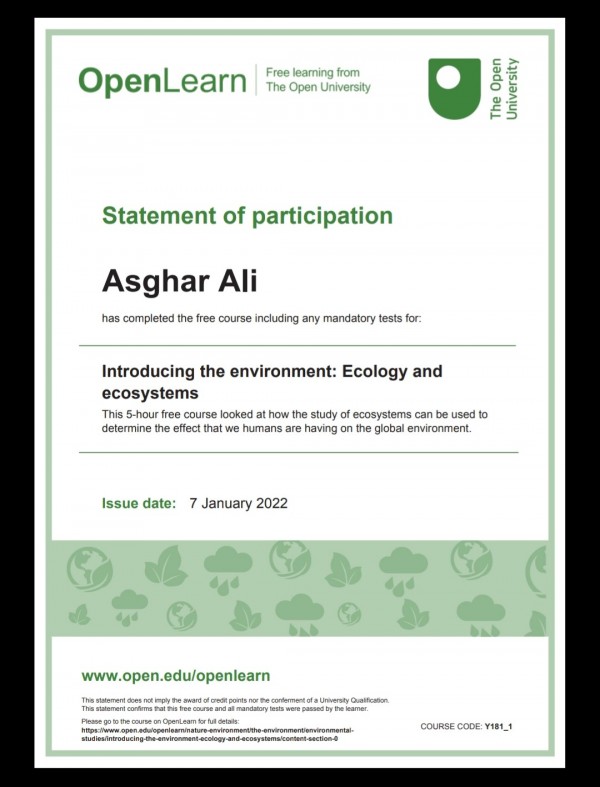 OpenLearn
Free learning from
The Open University
The Open
University
Statement of participation
Asghar Ali
has completed the free course including any mandatory tests for:
Introducing the environment: Ecology and
ecosystems
This 5-hour free course looked at how the study of ecosystems can be used to
determine the effect that we humans are having on the global environment.
Issue date: 7 January 2022
www.open.edu/openlearn
This statement does not imply the award of credit points nor the conferment of a University Qualification.
This statement confirms that this free course and all mandatory tests were passed by the learner.
Please go to the course on OpenLearn for full details:
https://www.open.edu/openlearn/nature-environment/the-environment/environmental-
studies/introducing-the-environment-ecology-and-ecosystems/content-section-0
COURSE CODE: Y181_1